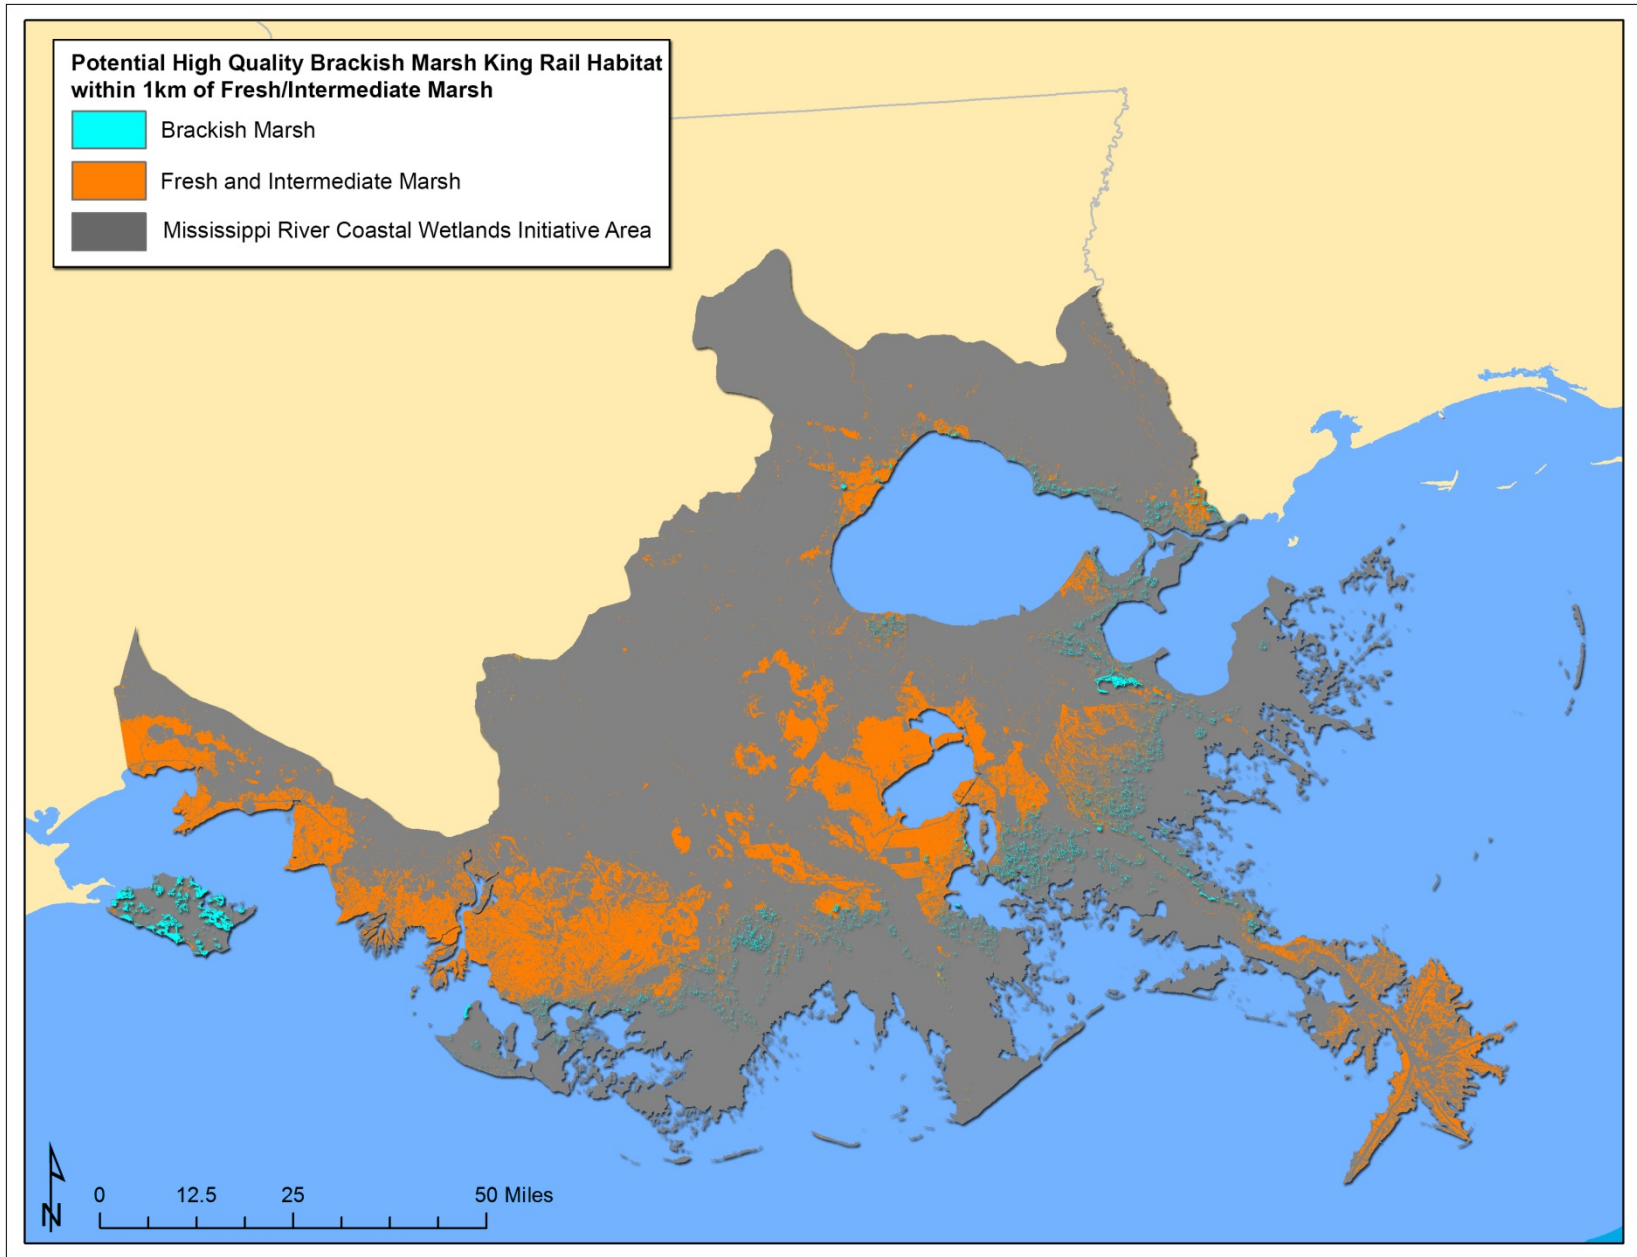 Potential High Quality Brackish Marsh King Rail Habitat
within 1km of Fresh/Intermediate Marsh
Brackish Marsh
Fresh and Intermediate Marsh
Mississippi River Coastal Wetlands Initiative Area
N
0 12.5 25 50 Miles